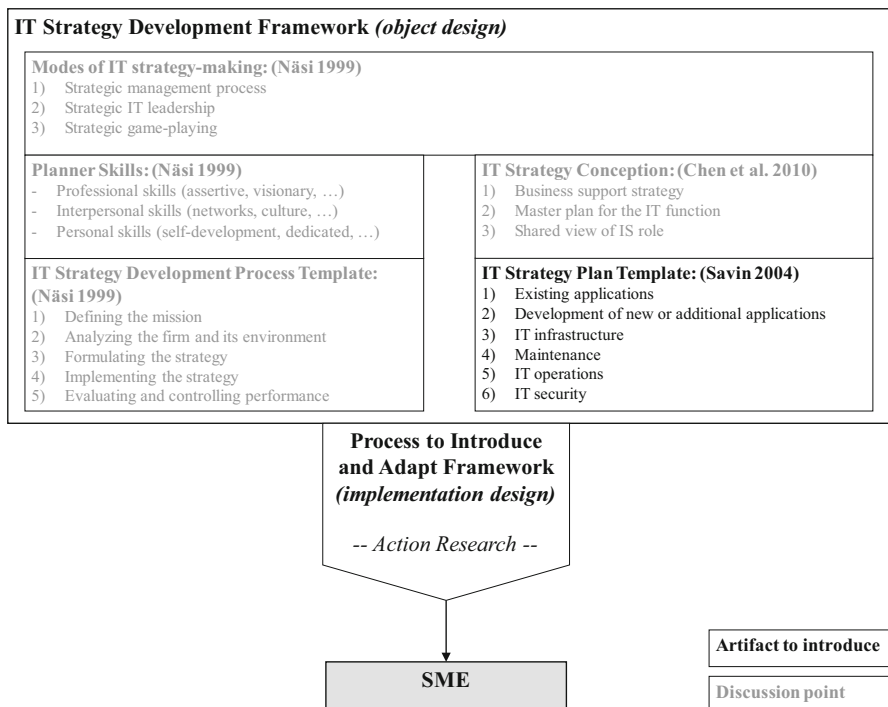 IT Strategy Development Framework (object design)
Modes of IT strategy-making: (Näsi 1999)
1) Strategic management process
2) Strategic IT leadership
3) Strategic game-playing
Planner Skills: (Näsi 1999)
- Professional skills (assertive, visionary, …)
- Interpersonal skills (networks, culture, …)
- Personal skills (self-development, dedicated, …)
IT Strategy Conception: (Chen et al. 2010)
1) Business support strategy
2) Master plan for the IT function
3) Shared view of IS role
IT Strategy Development Process Template:
(Näsi 1999)
1) Defining the mission
2) Analyzing the firm and its environment
3) Formulating the strategy
4) Implementing the strategy
5) Evaluating and controlling performance
IT Strategy Plan Template: (Savin 2004)
1) Existing applications
2) Development of new or additional applications
3) IT infrastructure
4) Maintenance
5) IT operations
6) IT security
Process to Introduce
and Adapt Framework
(implementation design)
-- Action Research --
SME
Artifact to introduce
Discussion point